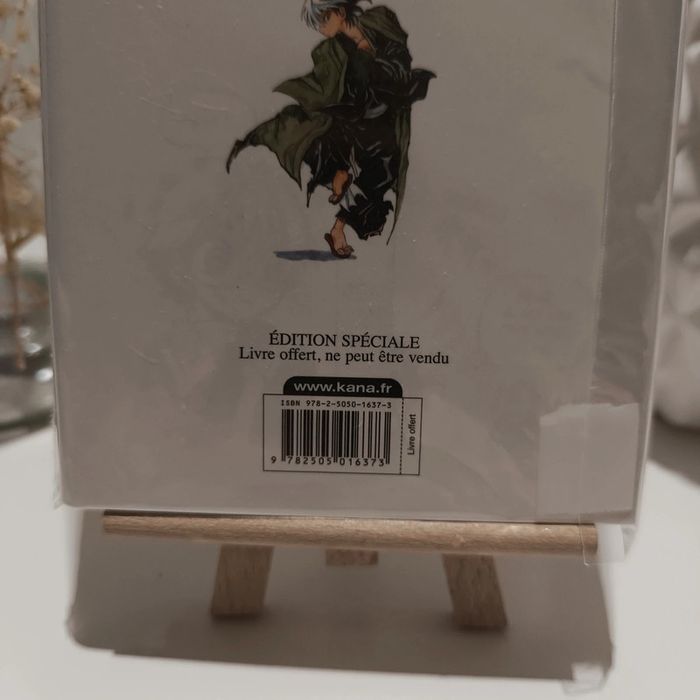 ÉDITION SPÉCIALE
Livre offert, ne peut être vendu
www.kana.fr
ISBN 978-2-5050-1637-3
Livre offert
9 782505 016373